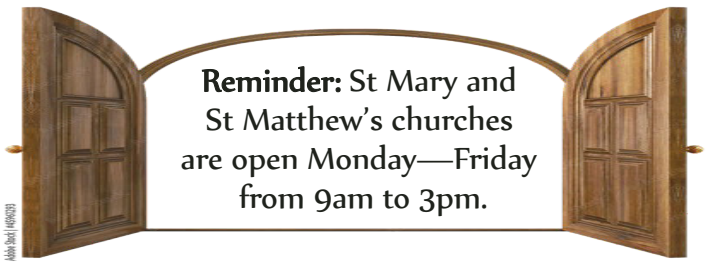 Reminder: St Mary and
St Matthew's churches
are open Monday—Friday
from 9am to 3pm.